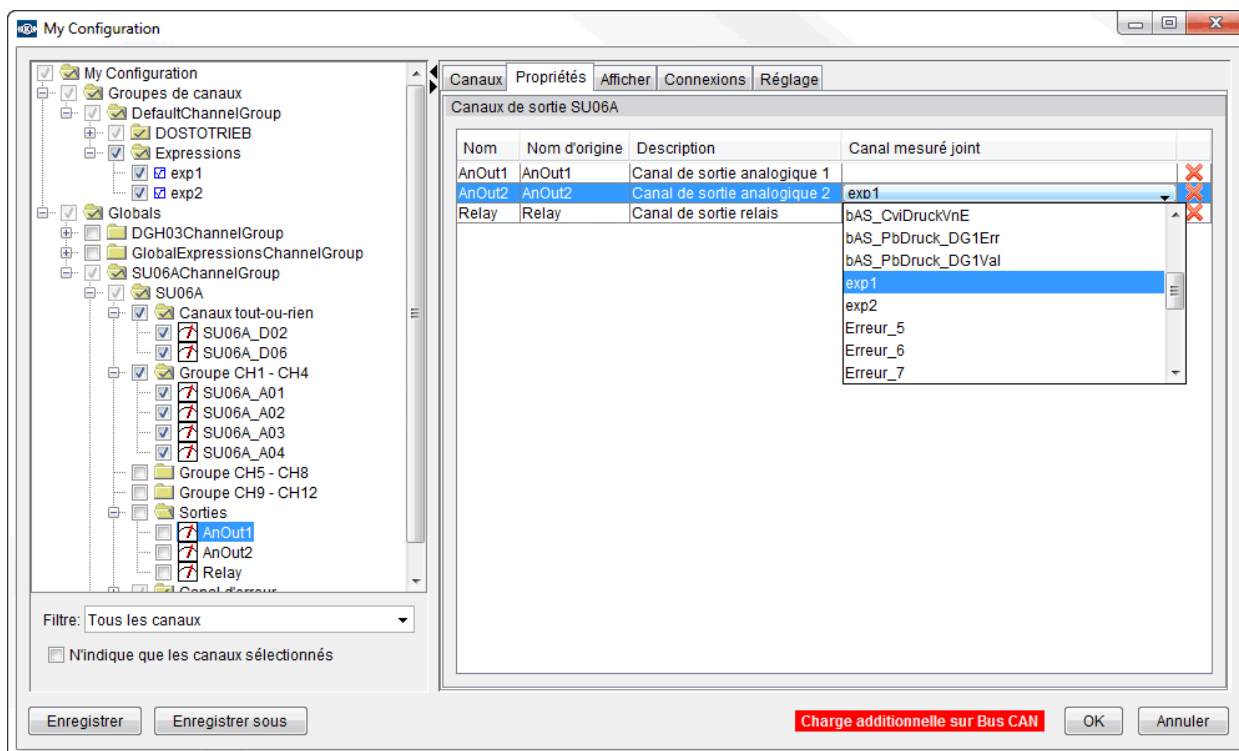 My Configuration
My Configuration
Groupes de canaux
DefaultChannelGroup
DOSTOTRIEB
Expressions
exp1
exp2
Globals
DGH03ChannelGroup
GlobalExpressionsChannelGroup
SU06AChannelGroup
SU06A
Canaux tout-ou-rien
SU06A_D02
SU06A_D06
Groupe CH1 - CH4
SU06A_A01
SU06A_A02
SU06A_A03
SU06A_A04
Groupe CH5 - CH8
Groupe CH9 - CH12
Sorties
AnOut1
AnOut2
Relay
Canal d'erreur
Filtre: Tous les canaux
N'indique que les canaux sélectionnés
Canaux Propriétés Afficher Connexions Réglage
Canaux de sortie SU06A
Nom Nom d'origine Description Canal mesuré joint
AnOut1 AnOut1 Canal de sortie analogique 1
AnOut2 AnOut2 Canal de sortie analogique 2 exp1
Relay Relay Canal de sortie relais
bAS_CviDruckVnE
bAS_PbDruck_DG1Err
bAS_PbDruck_DG1Val
exp1
exp2
Erreur_5
Erreur_6
Erreur_7
Enregistrer Enregistrer sous Charge additionnelle sur Bus CAN OK Annuler